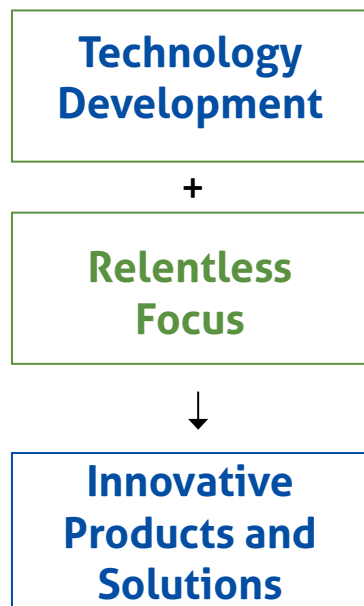 Technology
Development
+
Relentless
Focus
↓
Innovative
Products and
Solutions